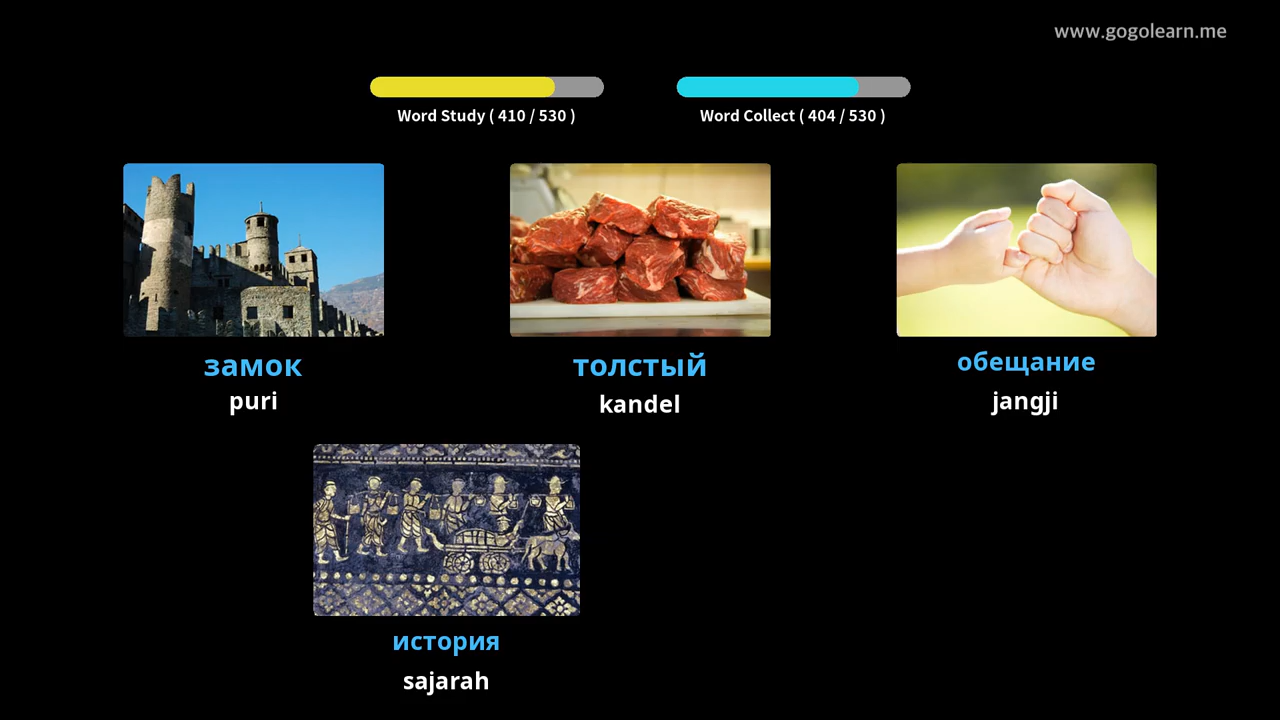 www.gogolearn.me
Word Study ( 410 / 530 )
Word Collect ( 404 / 530 )
замок
puri
толстый
kandel
обещание
jangji
история
sajarah